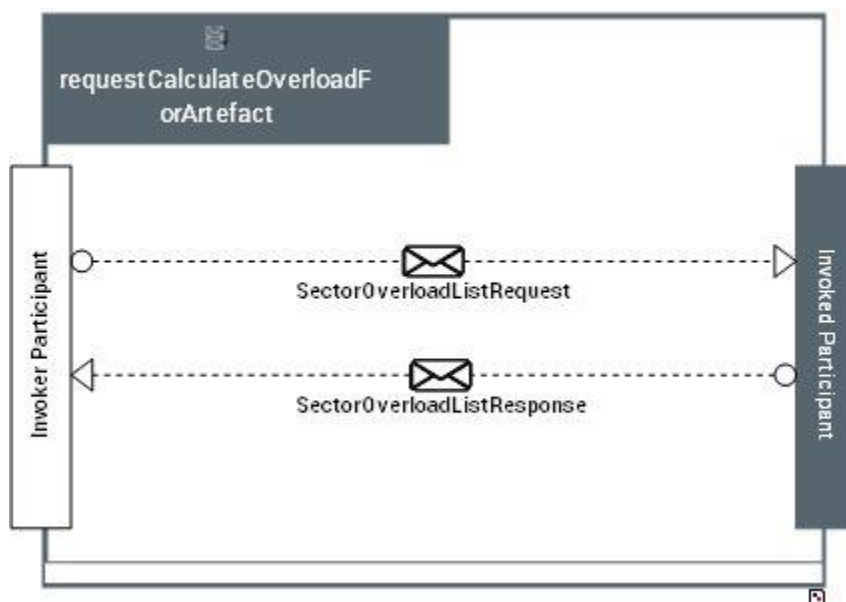 requestCalculateOverloadF
orArtefact
Invoker Participant
Invoked Participant
SectorOverloadListRequest
SectorOverloadListResponse